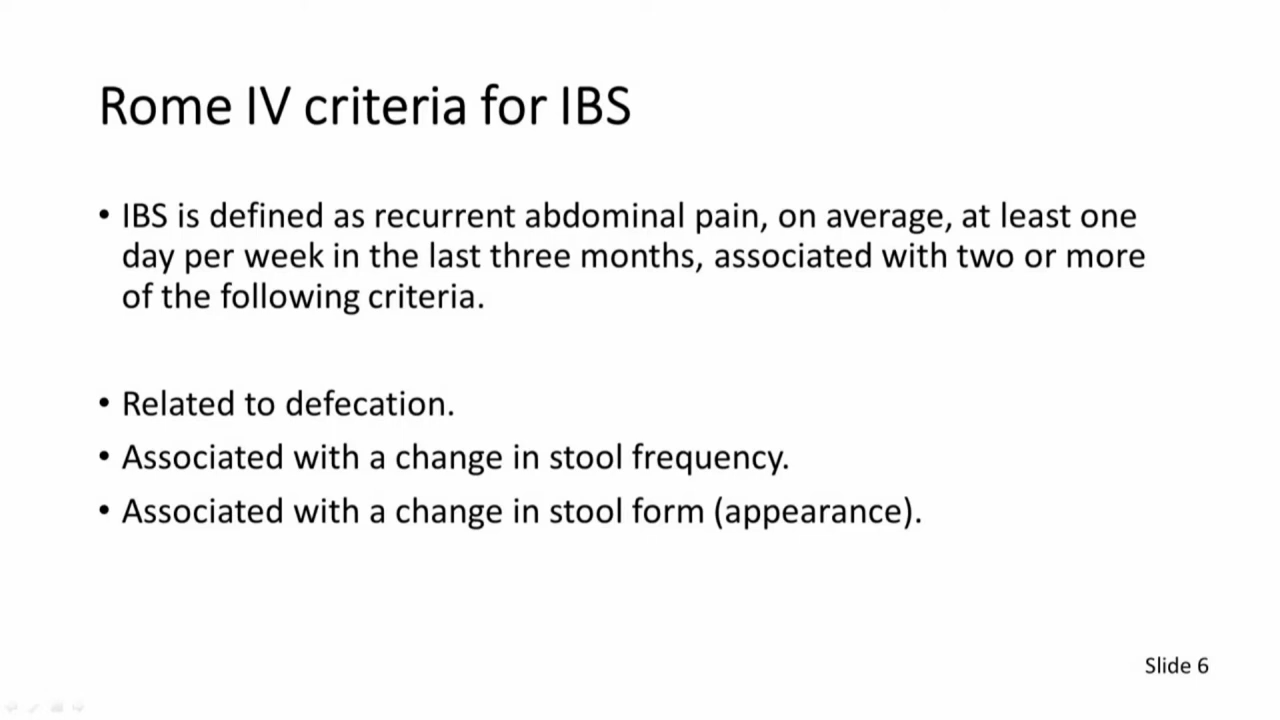 Rome IV criteria for IBS
• IBS is defined as recurrent abdominal pain, on average, at least one
day per week in the last three months, associated with two or more
of the following criteria.
• Related to defecation.
• Associated with a change in stool frequency.
• Associated with a change in stool form (appearance).
Slide 6